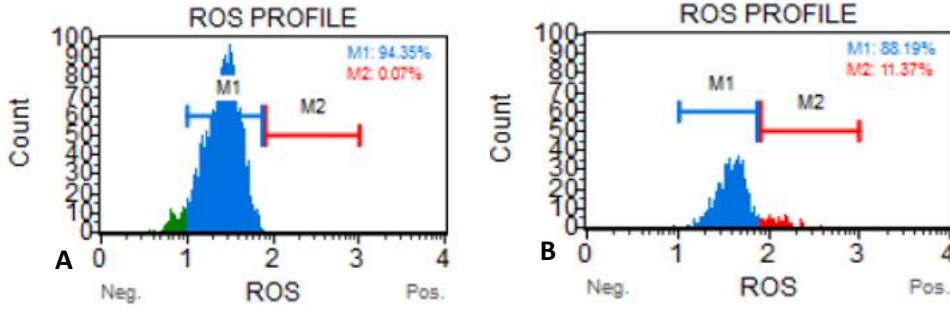 ROS PROFILE
M1: 94.35%
M2: 0.07%
M1
M2
Count
100
90
80
70
60
50
40
30
20
10
0
0 1 2 3 4
A
Neg. ROS Pos.
ROS PROFILE
M1: 88.19%
M2: 11.37%
M1
M2
Count
100
90
80
70
60
50
40
30
20
10
0
0 1 2 3 4
B
Neg. ROS Pos.